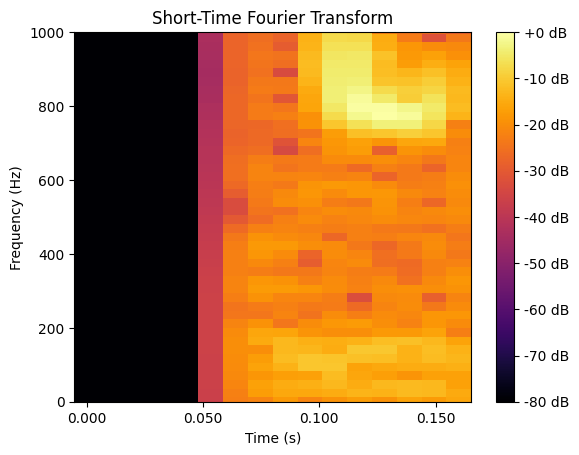 Short-Time Fourier Transform
1000
800
600
400
200
0
Frequency (Hz)
0.000
0.050
0.100
0.150
Time (s)
+0 dB
-10 dB
-20 dB
-30 dB
-40 dB
-50 dB
-60 dB
-70 dB
-80 dB